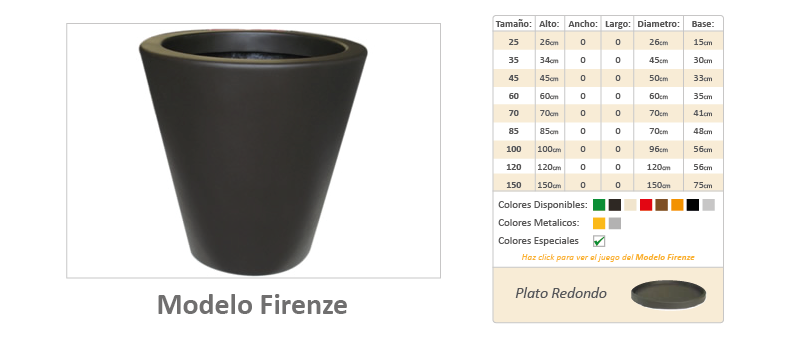 Modelo Firenze
Tamaño: Alto: Ancho: Largo: Diametro: Base:
25 26cm 0 0 26cm 15cm
35 34cm 0 0 45cm 30cm
45 45cm 0 0 50cm 33cm
60 60cm 0 0 60cm 35cm
70 70cm 0 0 70cm 41cm
85 85cm 0 0 70cm 48cm
100 100cm 0 0 96cm 56cm
120 120cm 0 0 120cm 56cm
150 150cm 0 0 150cm 75cm
Colores Disponibles:
Colores Metalicos:
Colores Especiales
Haz click para ver el juego del Modelo Firenze
Plato Redondo